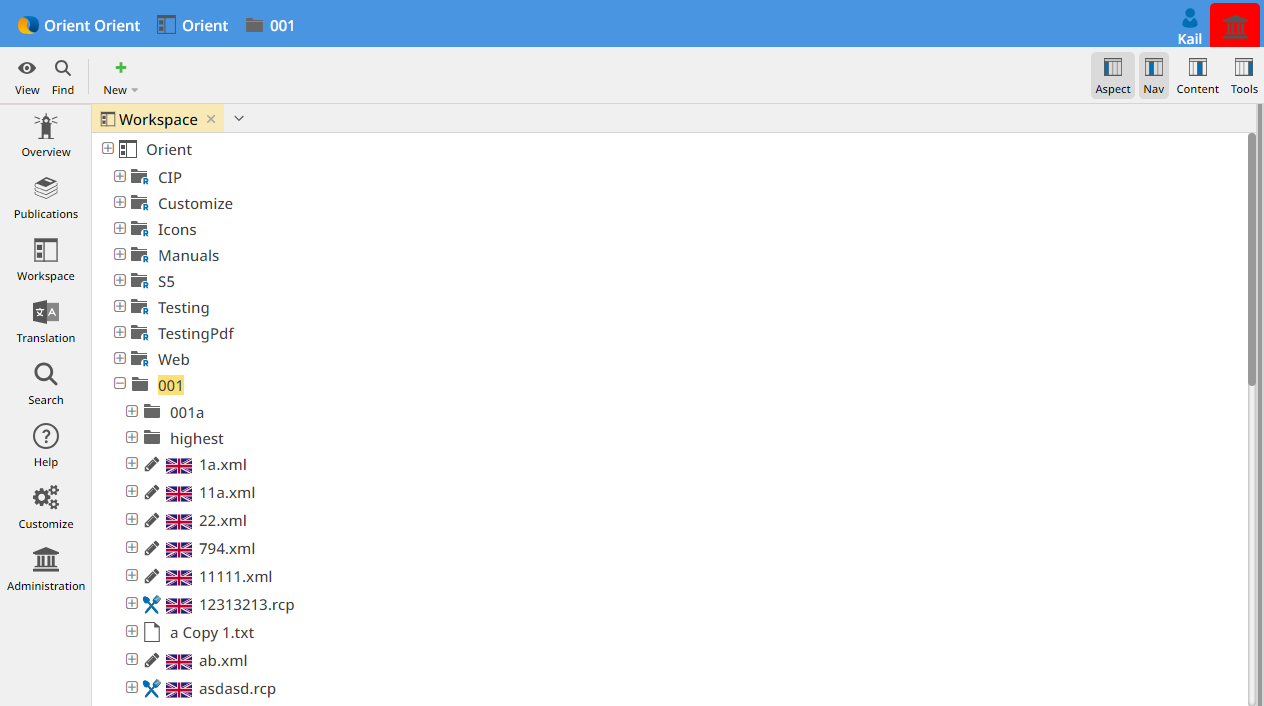 Orient Orient Orient 001 Kail
View Find New Aspect Nav Content Tools
Workspace
Overview
Publications
Workspace
Translation
Search
Help
Customize
Administration
Orient
CIP
Customize
Icons
Manuals
S5
Testing
TestingPdf
Web
001
001a
highest
1a.xml
11a.xml
22.xml
794.xml
11111.xml
12313213.rcp
a Copy 1.txt
ab.xml
asdasd.rcp